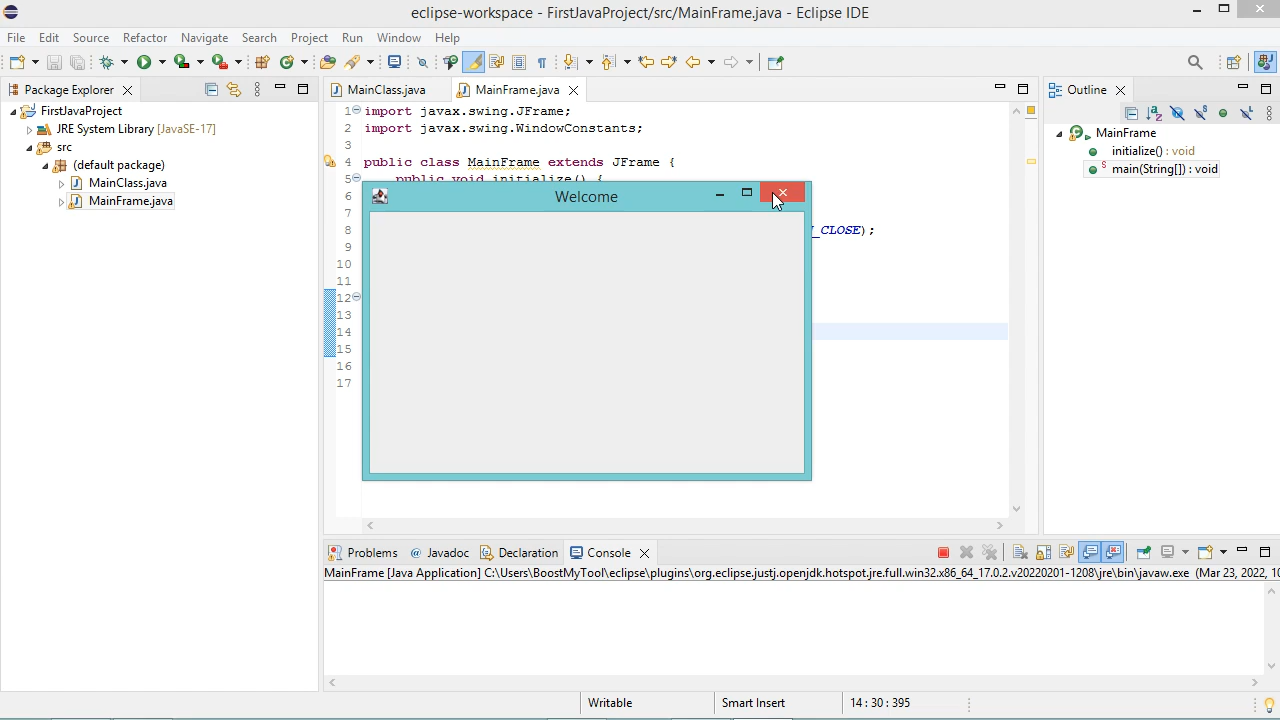 eclipse-workspace - FirstJavaProject/src/MainFrame.java - Eclipse IDE
File Edit Source Refactor Navigate Search Project Run Window Help
Package Explorer
FirstJavaProject
JRE System Library [JavaSE-17]
src
(default package)
MainClass.java
MainFrame.java
MainClass.java MainFrame.java
1 import javax.swing.JFrame;
2 import javax.swing.WindowConstants;
3
4 public class MainFrame extends JFrame {
5 public void initialize() {
6
7
8 _CLOSE);
9
10
11
12
13
14
15
16
17
Welcome
Outline
MainFrame
initialize() : void
S main(String[]) : void
Problems @ Javadoc Declaration Console
MainFrame [Java Application] C:\Users\BoostMyTool\eclipse\plugins\org.eclipse.justj.openjdk.hotspot.jre.full.win32.x86_64_17.0.2.v20220201-1208\jre\bin\javaw.exe (Mar 23, 2022, 10
Writable Smart Insert 14 : 30 : 395